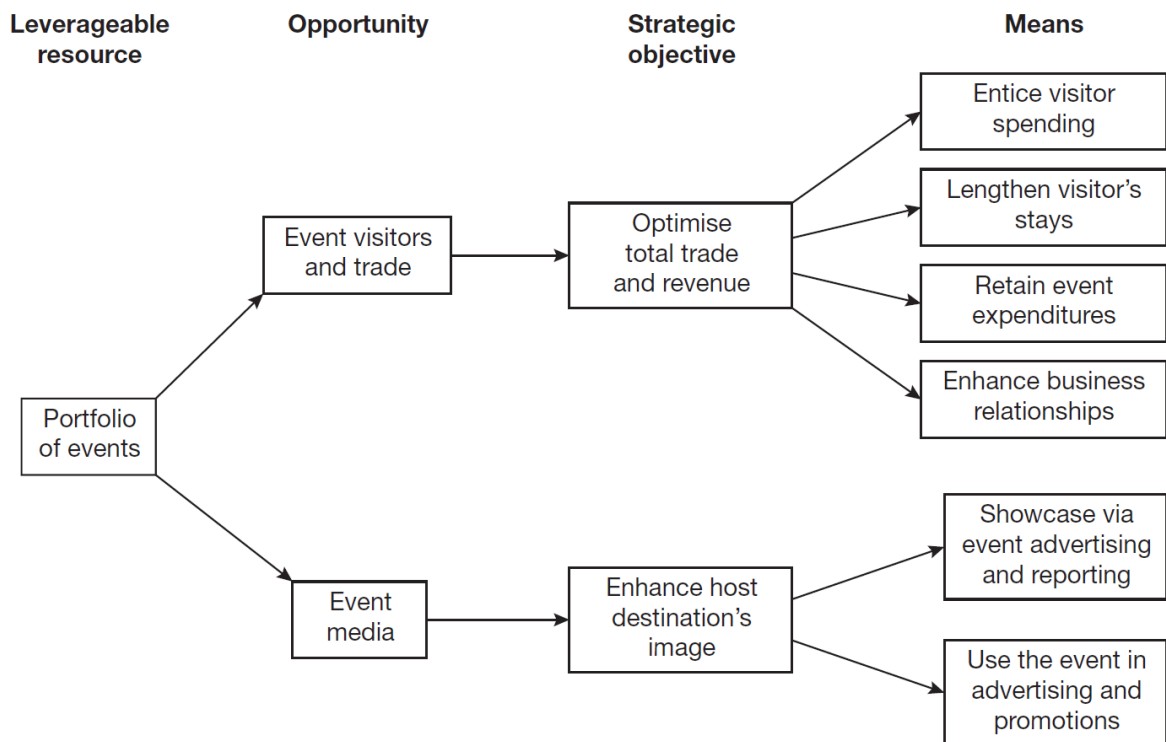 Leverageable
resource
Opportunity
Strategic
objective
Means
Portfolio
of events
Event visitors
and trade
Event
media
Optimise
total trade
and revenue
Enhance host
destination's
image
Entice visitor
spending
Lengthen visitor's
stays
Retain event
expenditures
Enhance business
relationships
Showcase via
event advertising
and reporting
Use the event in
advertising and
promotions